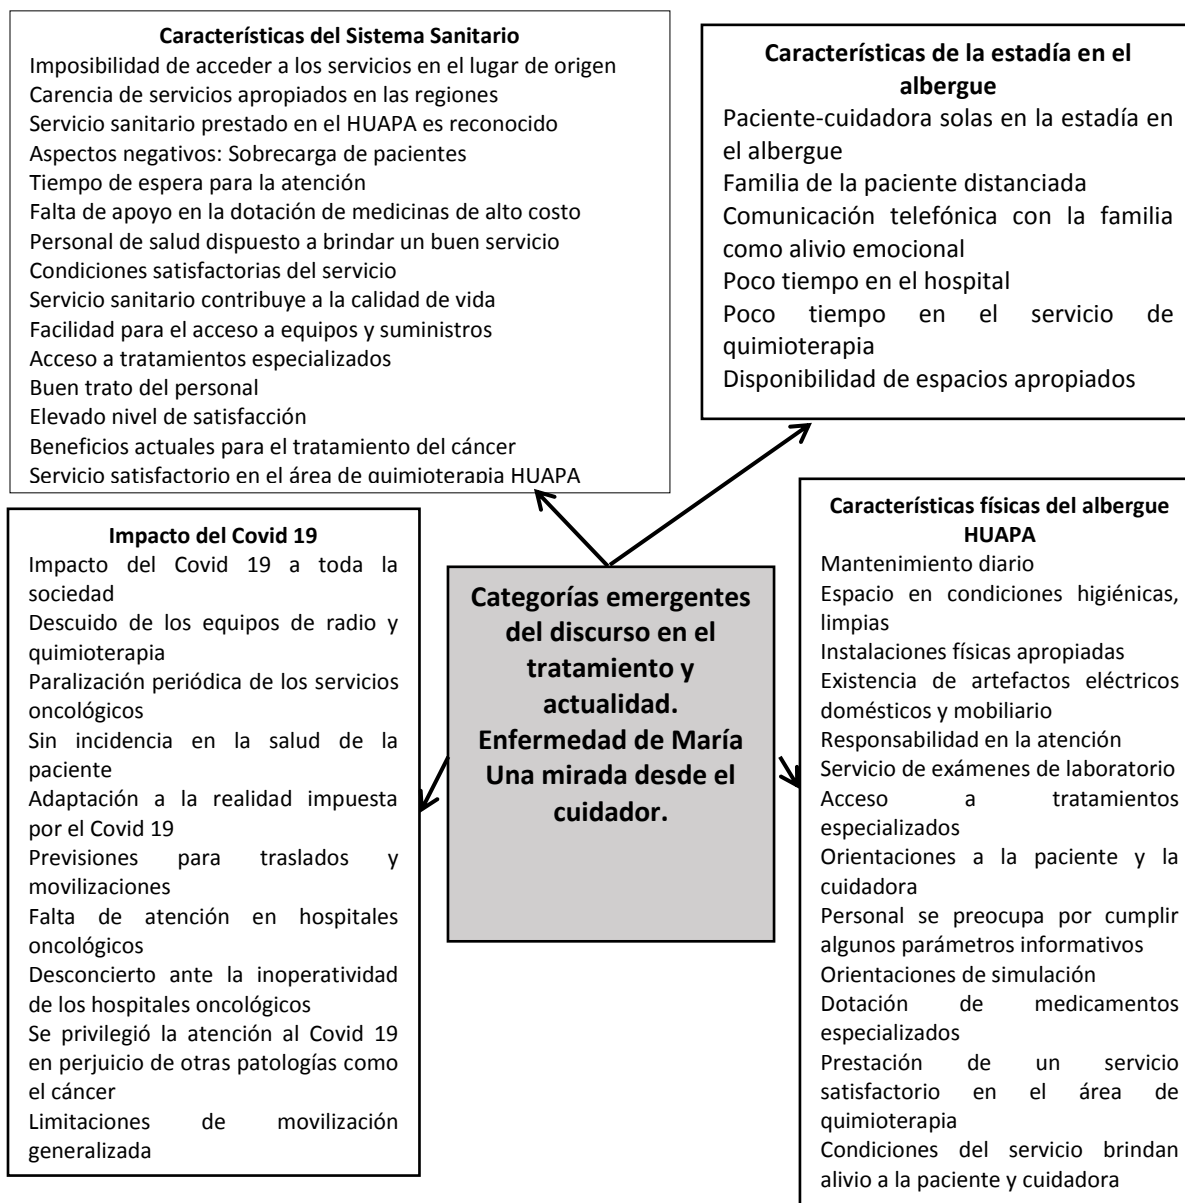 Características del Sistema Sanitario
Imposibilidad de acceder a los servicios en el lugar de origen
Carencia de servicios apropiados en las regiones
Servicio sanitario prestado en el HUAPA es reconocido
Aspectos negativos: Sobrecarga de pacientes
Tiempo de espera para la atención
Falta de apoyo en la dotación de medicinas de alto costo
Personal de salud dispuesto a brindar un buen servicio
Condiciones satisfactorias del servicio
Servicio sanitario contribuye a la calidad de vida
Facilidad para el acceso a equipos y suministros
Acceso a tratamientos especializados
Buen trato del personal
Elevado nivel de satisfacción
Beneficios actuales para el tratamiento del cáncer
Servicio satisfactorio en el área de quimioterapia HUAPA
Características de la estadía en el
albergue
Paciente-cuidadora solas en la estadía en
el albergue
Familia de la paciente distanciada
Comunicación telefónica con la familia
como alivio emocional
Poco tiempo en el hospital
Poco tiempo en el servicio de
quimioterapia
Disponibilidad de espacios apropiados
Impacto del Covid 19
Impacto del Covid 19 a toda la
sociedad
Descuido de los equipos de radio y
quimioterapia
Paralización periódica de los servicios
oncológicos
Sin incidencia en la salud de la
paciente
Adaptación a la realidad impuesta
por el Covid 19
Previsiones para traslados y
movilizaciones
Falta de atención en hospitales
oncológicos
Desconcierto ante la inoperatividad
de los hospitales oncológicos
Se privilegió la atención al Covid 19
en perjuicio de otras patologías como
el cáncer
Limitaciones de movilización
generalizada
Categorías emergentes
del discurso en el
tratamiento y
actualidad.
Enfermedad de María
Una mirada desde el
cuidador.
Características físicas del albergue
HUAPA
Mantenimiento diario
Espacio en condiciones higiénicas,
limpias
Instalaciones físicas apropiadas
Existencia de artefactos eléctricos
domésticos y mobiliario
Responsabilidad en la atención
Servicio de exámenes de laboratorio
Acceso a tratamientos
especializados
Orientaciones a la paciente y la
cuidadora
Personal se preocupa por cumplir
algunos parámetros informativos
Orientaciones de simulación
Dotación de medicamentos
especializados
Prestación de un servicio
satisfactorio en el área de
quimioterapia
Condiciones del servicio brindan
alivio a la paciente y cuidadora